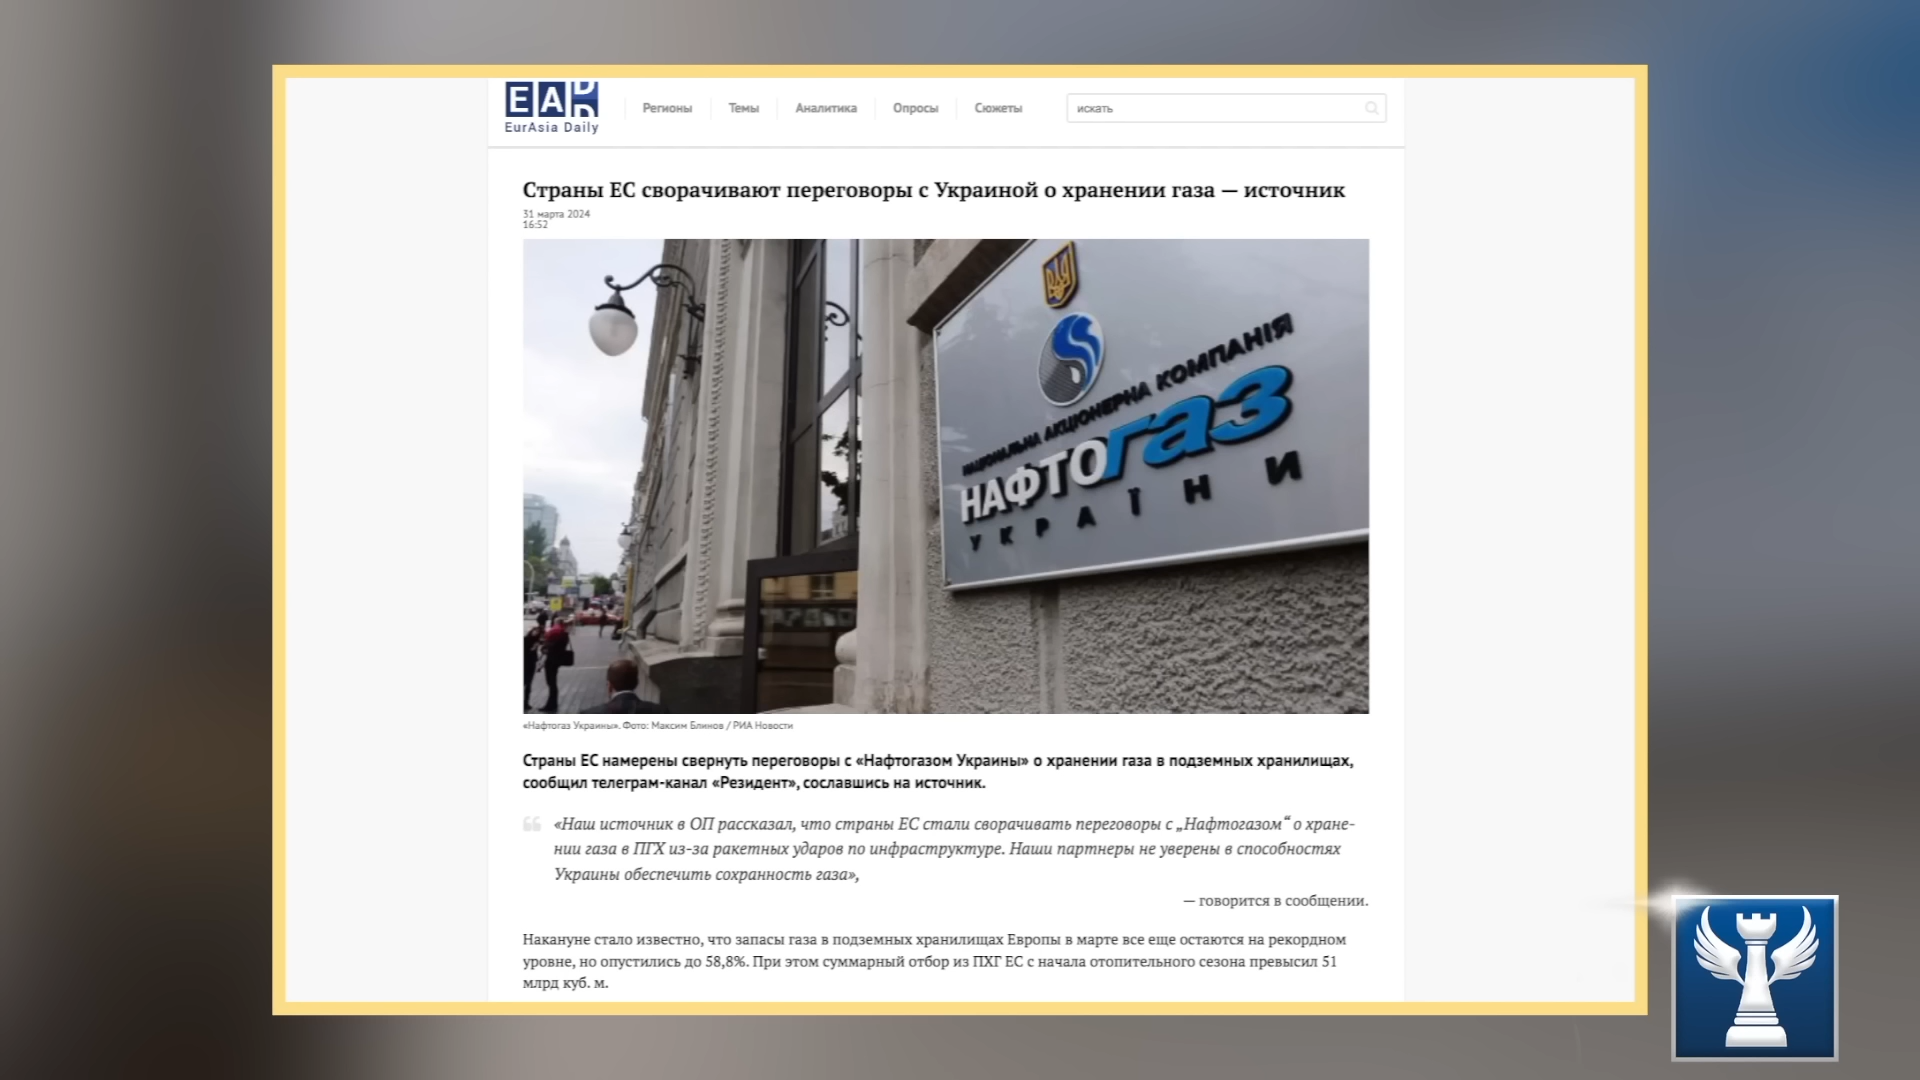 EAD
EurAsia Daily
Регионы
Темы
Аналитика
Опросы
Сюжеты
искать
Страны ЕС сворачивают переговоры с Украиной о хранении газа — источник
31 марта 2024
16:52
НАЦІОНАЛЬНА АКЦІОНЕРНА КОМПАНІЯ
НАФТОГАЗ
УКРАЇНИ
«Нафтогаз Украины». Фото: Максим Блинов / РИА Новости
Страны ЕС намерены свернуть переговоры с «Нафтогазом Украины» о хранении газа в подземных хранилищах,
сообщил телеграм-канал «Резидент», сославшись на источник.
«Наш источник в ОП рассказал, что страны ЕС стали сворачивать переговоры с „Нафтогазом“ о хране-
нии газа в ПГХ из-за ракетных ударов по инфраструктуре. Наши партнеры не уверены в способностях
Украины обеспечить сохранность газа»,
— говорится в сообщении.
Накануне стало известно, что запасы газа в подземных хранилищах Европы в марте все еще остаются на рекордном
уровне, но опустились до 58,8%. При этом суммарный отбор из ПХГ ЕС с начала отопительного сезона превысил 51
млрд куб. м.